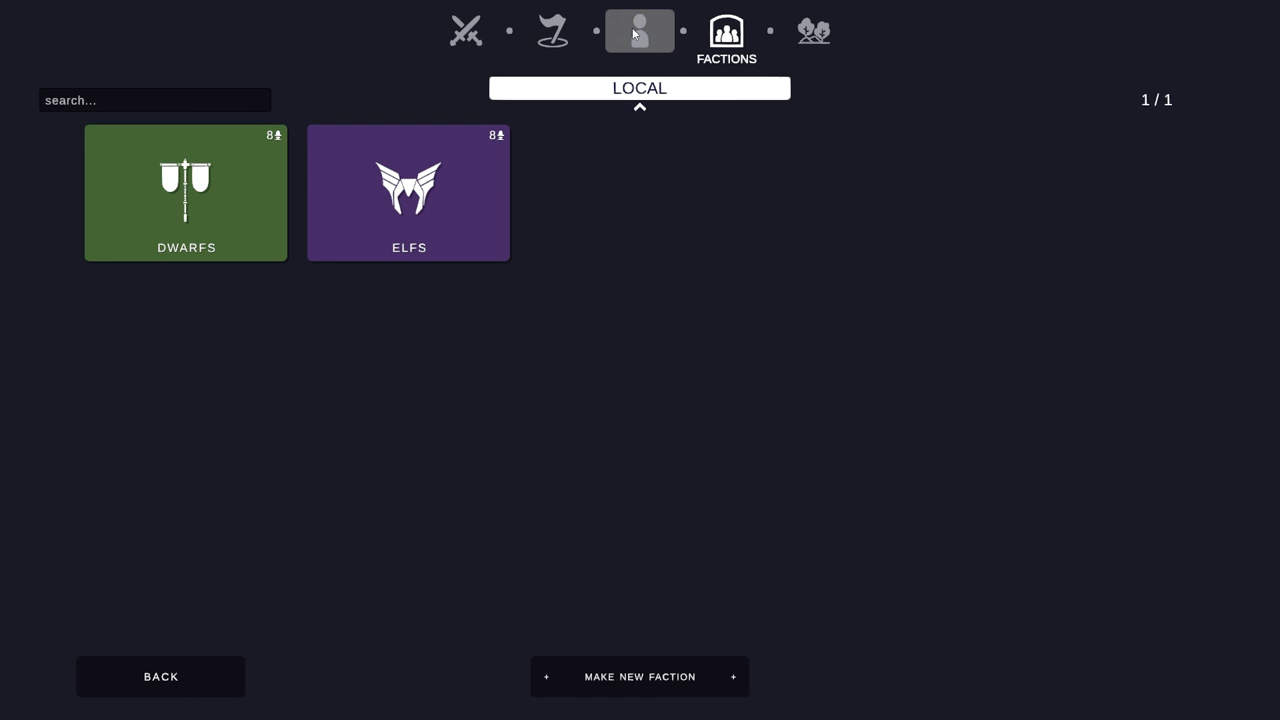 FACTIONS
LOCAL
search...
1 / 1
8
8
DWARFS
ELFS
BACK
+ MAKE NEW FACTION +